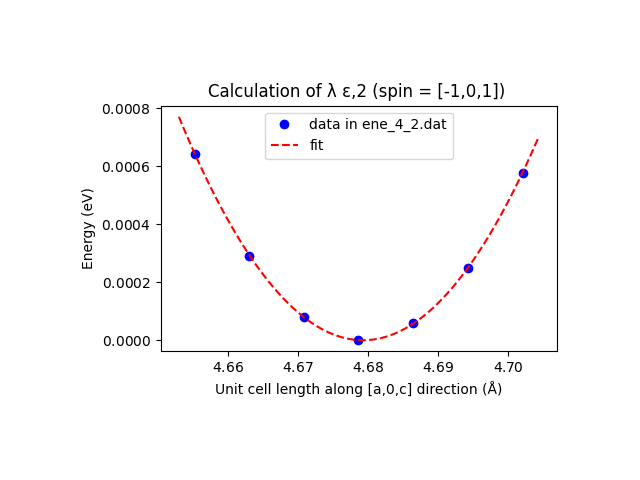 Calculation of λ ε,2 (spin = [-1,0,1])
data in ene_4_2.dat
fit
Energy (eV)
0.0008
0.0006
0.0004
0.0002
0.0000
4.66 4.67 4.68 4.69 4.70
Unit cell length along [a,0,c] direction (Å)